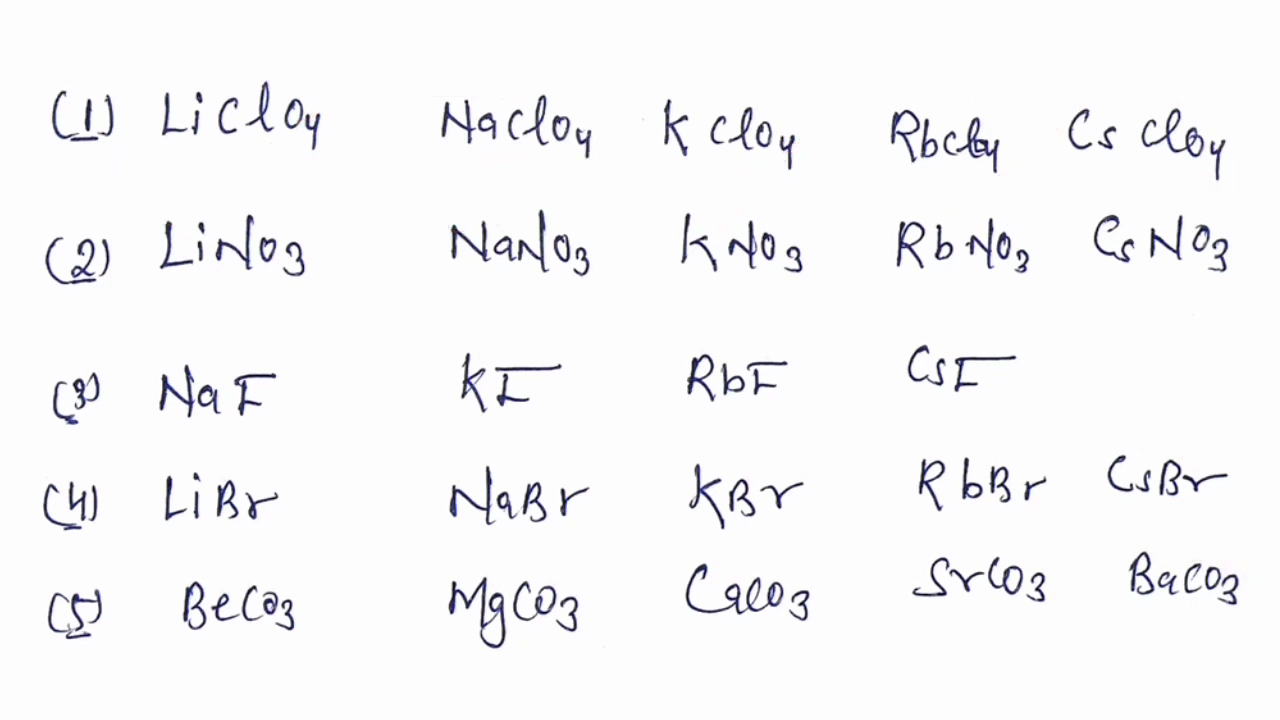 (1) LiClO4 NaClO4 KClO4 RbClO4 CsClO4
(2) LiNO3 NaNO3 KNO3 RbNO3 CsNO3
(3) NaF KF RbF CsF
(4) LiBr NaBr KBr RbBr CsBr
(5) BeCO3 MgCO3 CaCO3 SrCO3 BaCO3